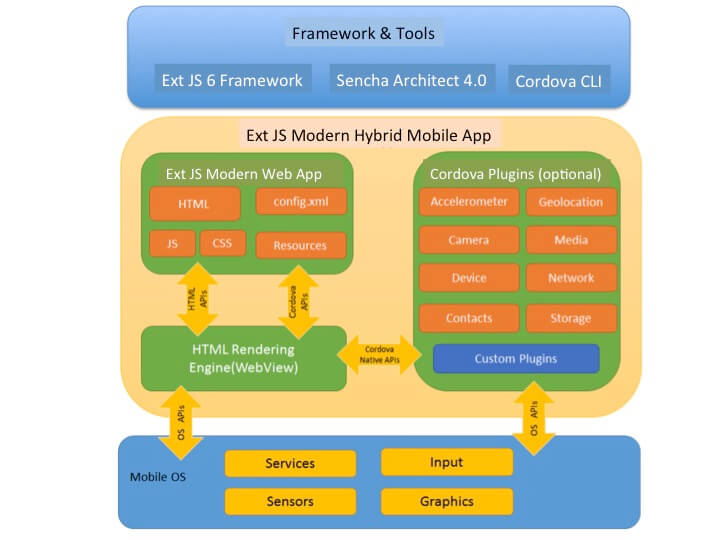 Framework & Tools
Ext JS 6 Framework
Sencha Architect 4.0
Cordova CLI
Ext JS Modern Hybrid Mobile App
Ext JS Modern Web App
HTML
config.xml
JS
CSS
Resources
Cordova Plugins (optional)
Accelerometer
Geolocation
Camera
Media
Device
Network
Contacts
Storage
Custom Plugins
HTML
APIs
Cordova
APIs
HTML Rendering
Engine(WebView)
Cordova
Native APIs
OS APIs
OS APIs
Mobile OS
Services
Input
Sensors
Graphics